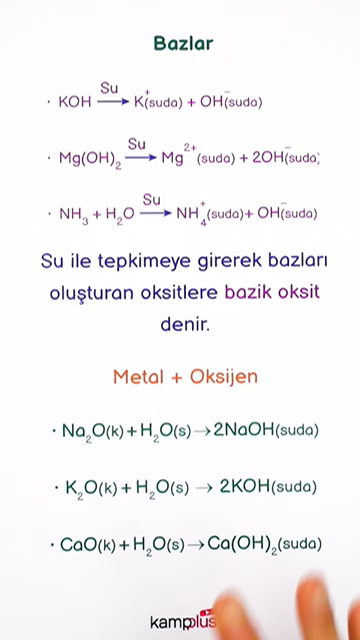 Bazlar
· KOH Su→ K⁺(suda) + OH⁻(suda)
· Mg(OH)₂ Su→ Mg²⁺(suda) + 2OH⁻(suda)
· NH₃ + H₂O Su→ NH₄⁺(suda) + OH⁻(suda)
Su ile tepkimeye girerek bazları
oluşturan oksitlere bazik oksit
denir.
Metal + Oksijen
· Na₂O(k) + H₂O(s) → 2NaOH(suda)
· K₂O(k) + H₂O(s) → 2KOH(suda)
· CaO(k) + H₂O(s) → Ca(OH)₂(suda)
kampplus